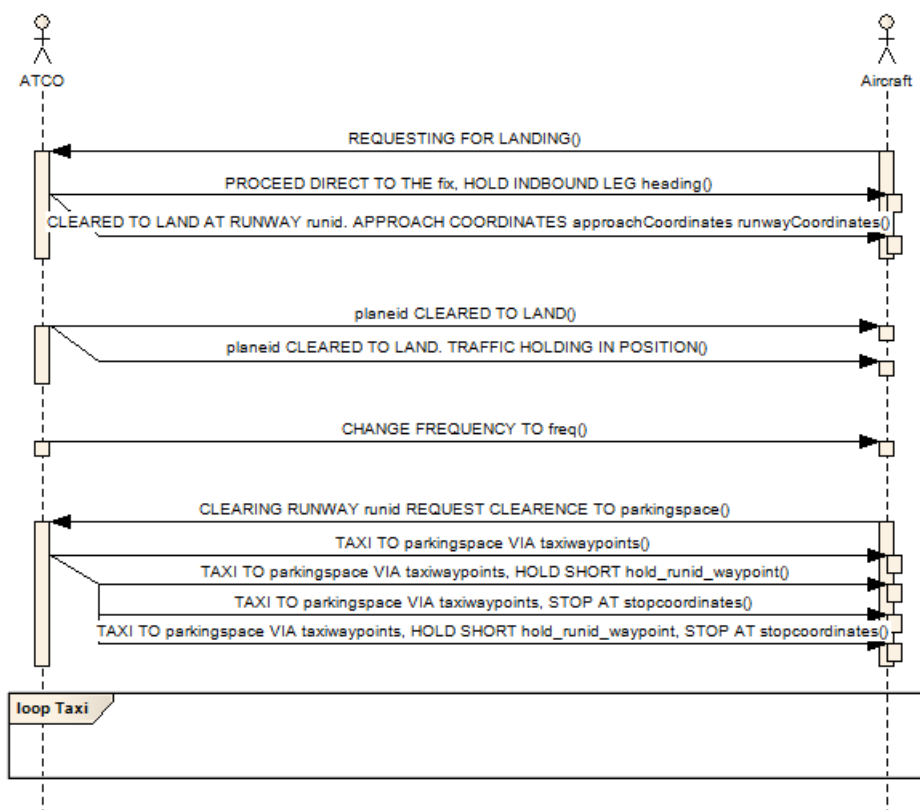 ATCO
Aircraft
REQUESTING FOR LANDING()
PROCEED DIRECT TO THE fix, HOLD INDBOUND LEG heading()
CLEARED TO LAND AT RUNWAY runid. APPROACH COORDINATES approachCoordinates runwayCoordinates()
planeid CLEARED TO LAND()
planeid CLEARED TO LAND. TRAFFIC HOLDING IN POSITION()
CHANGE FREQUENCY TO freq()
CLEARING RUNWAY runid REQUEST CLEARENCE TO parkingspace()
TAXI TO parkingspace VIA taxiwaypoints()
TAXI TO parkingspace VIA taxiwaypoints, HOLD SHORT hold_runid_waypoint()
TAXI TO parkingspace VIA taxiwaypoints, STOP AT stopcoordinates()
TAXI TO parkingspace VIA taxiwaypoints, HOLD SHORT hold_runid_waypoint, STOP AT stopcoordinates()
loop Taxi